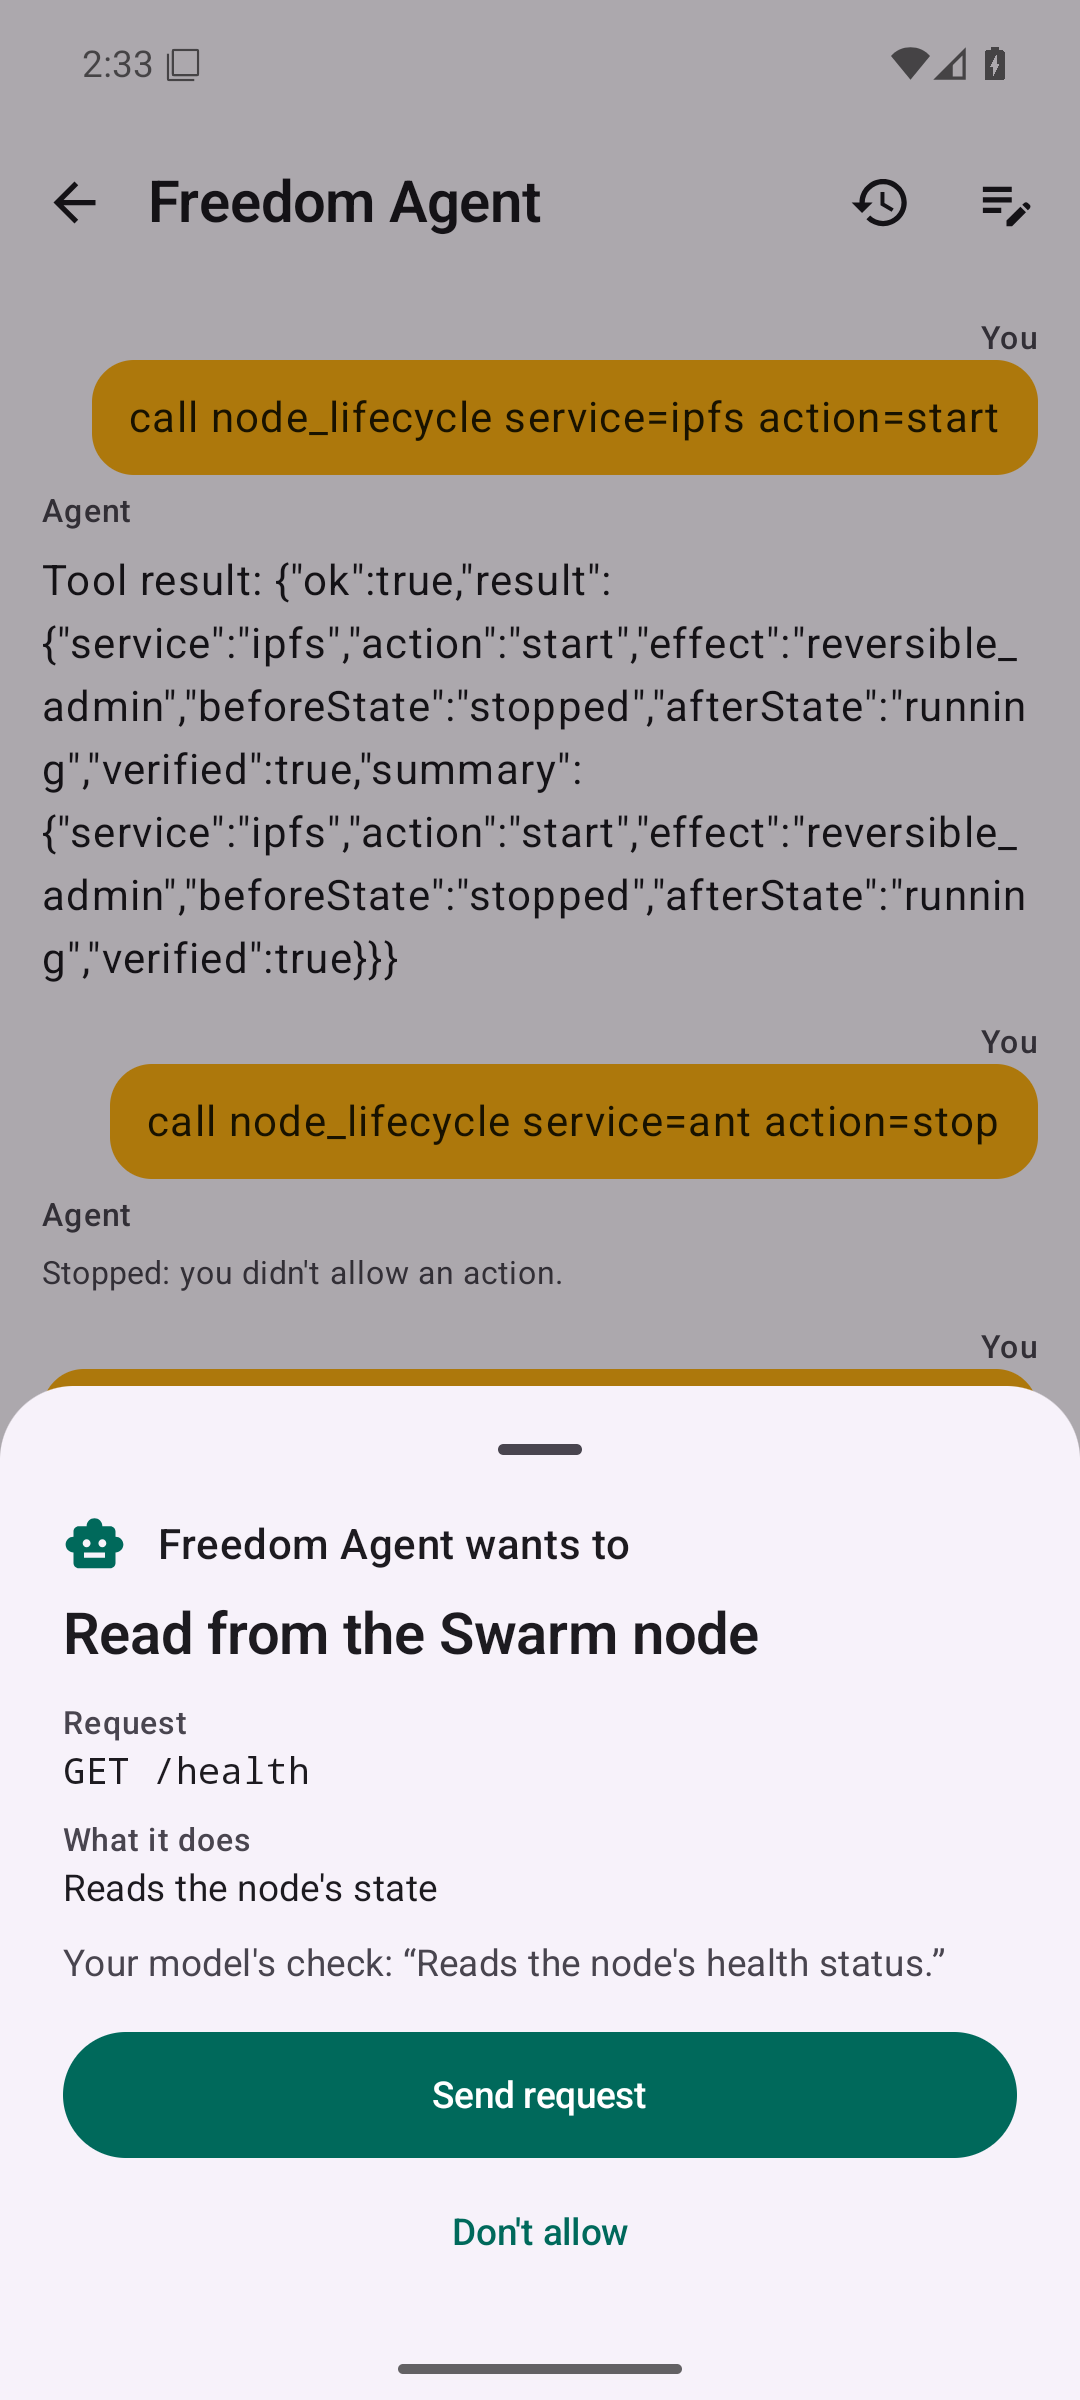 2:33
Freedom Agent
You
call node_lifecycle service=ipfs action=start
Agent
Tool result: {"ok":true,"result":
{"service":"ipfs","action":"start","effect":"reversible_
admin","beforeState":"stopped","afterState":"runnin
g","verified":true,"summary":
{"service":"ipfs","action":"start","effect":"reversible_
admin","beforeState":"stopped","afterState":"runnin
g","verified":true}}}
You
call node_lifecycle service=ant action=stop
Agent
Stopped: you didn't allow an action.
You
Freedom Agent wants to
Read from the Swarm node
Request
GET /health
What it does
Reads the node's state
Your model's check: “Reads the node's health status.”
Send request
Don't allow